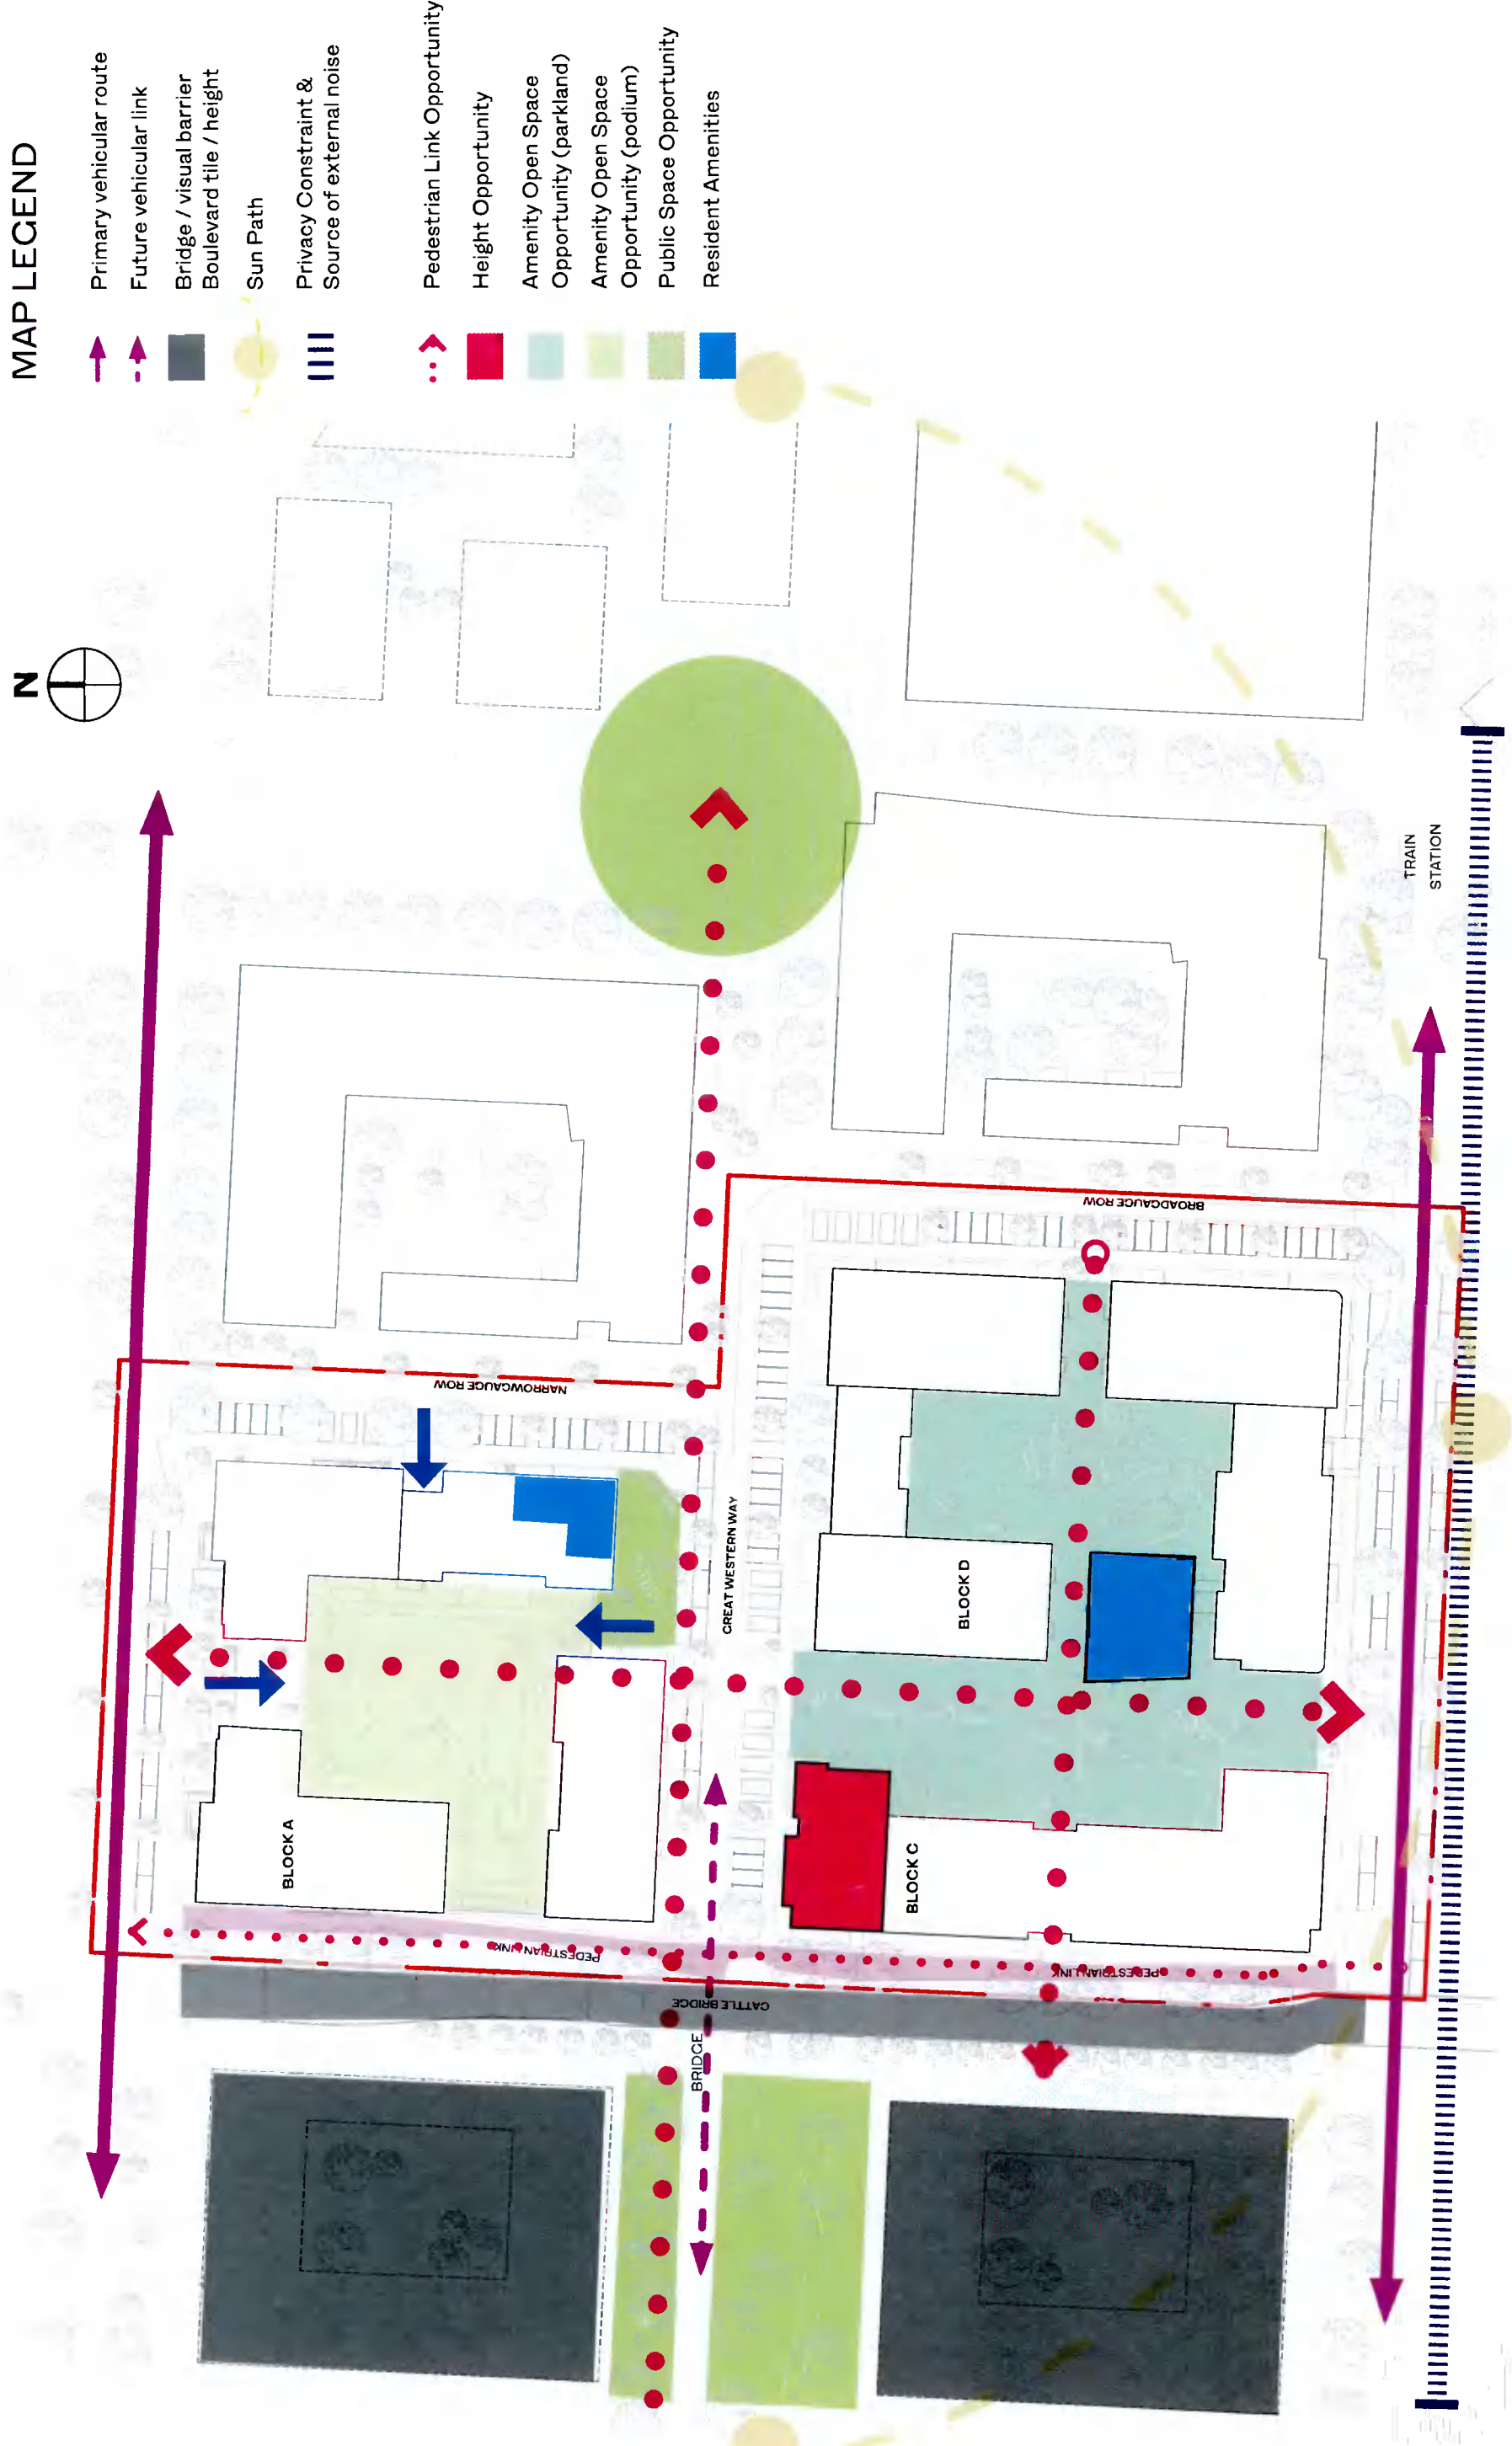 MAP LEGEND
Primary vehicular route
Future vehicular link
Bridge / visual barrier
Boulevard tile / height
Sun Path
Privacy Constraint &
Source of external noise
Pedestrian Link Opportunity
Height Opportunity
Amenity Open Space
Opportunity (parkland)
Amenity Open Space
Opportunity (podium)
Public Space Opportunity
Resident Amenities
N
TRAIN
STATION
BROADGAUGE ROW
NARROWGAUGE ROW
GREAT WESTERN WAY
BLOCK D
BLOCK A
BLOCK C
PEDESTRIAN LINK
PEDESTRIAN LINK
CATTLE BRIDGE
BRIDGE